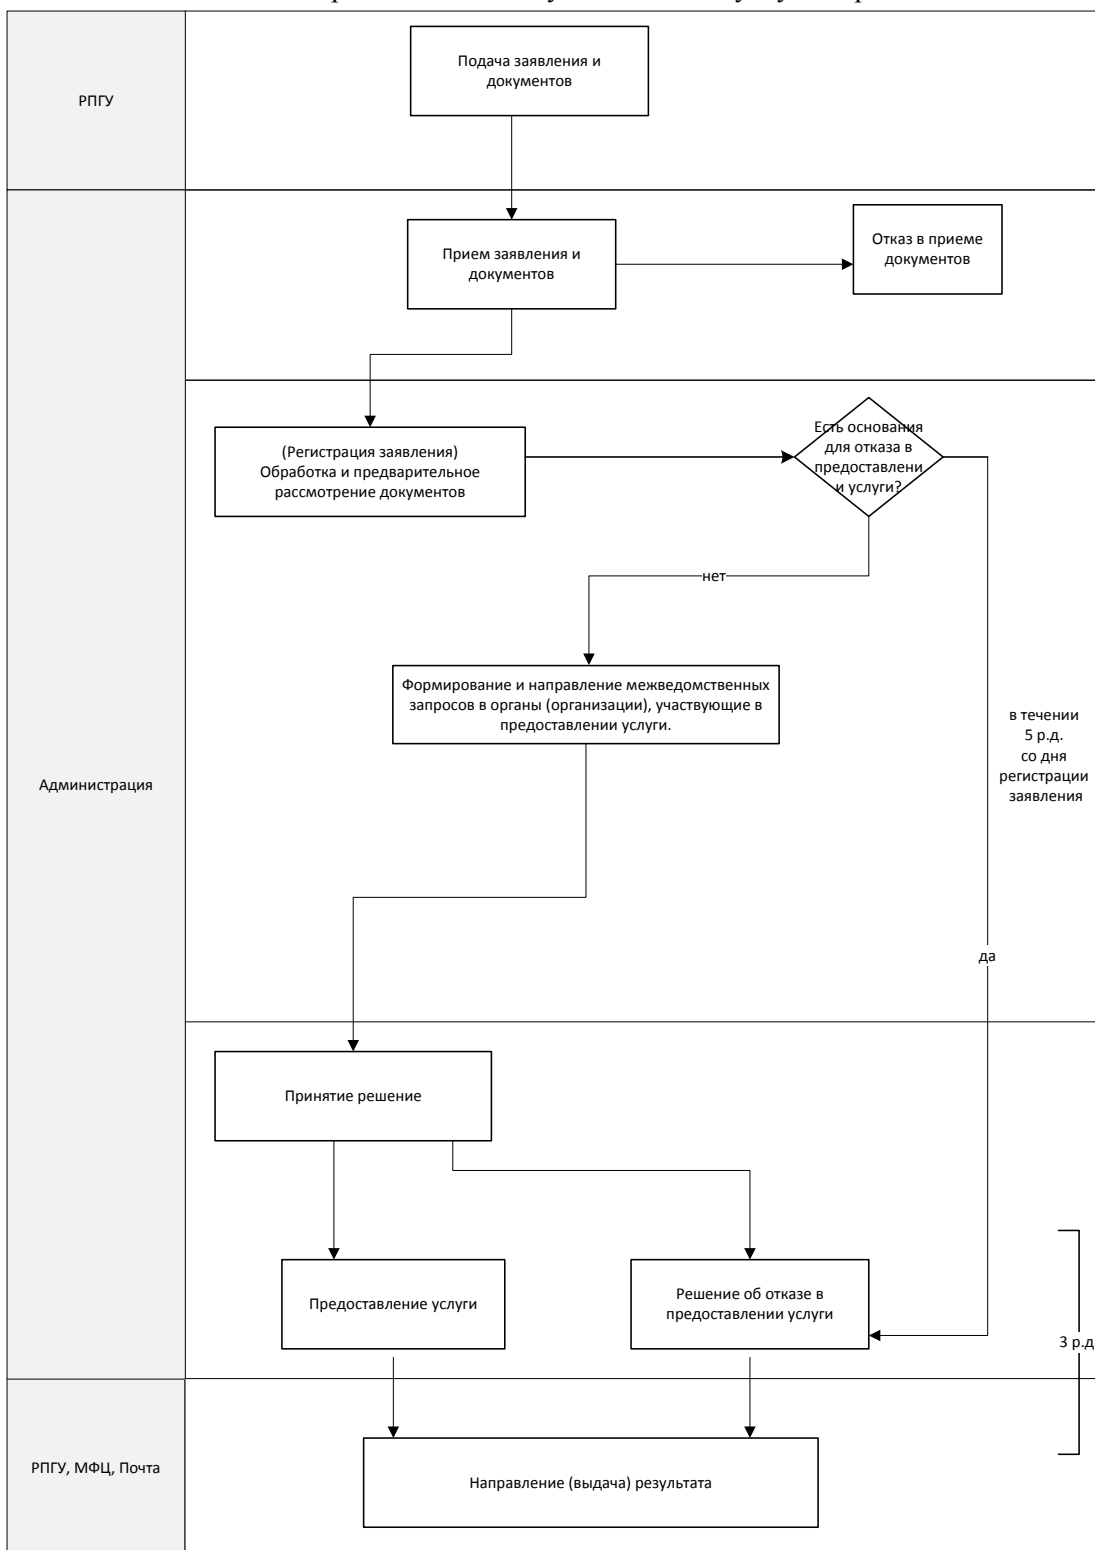 РПГУ
Подача заявления и
документов
Администрация
Прием заявления и
документов
Отказ в приеме
документов
(Регистрация заявления)
Обработка и предварительное
рассмотрение документов
Есть основания
для отказа в
предоставлени
и услуги?
нет
Формирование и направление межведомственных
запросов в органы (организации), участвующие в
предоставлении услуги.
в течении
5 р.д.
со дня
регистрации
заявления
да
Принятие решение
Предоставление услуги
Решение об отказе в
предоставлении услуги
3 р.д
РПГУ, МФЦ, Почта
Направление (выдача) результата